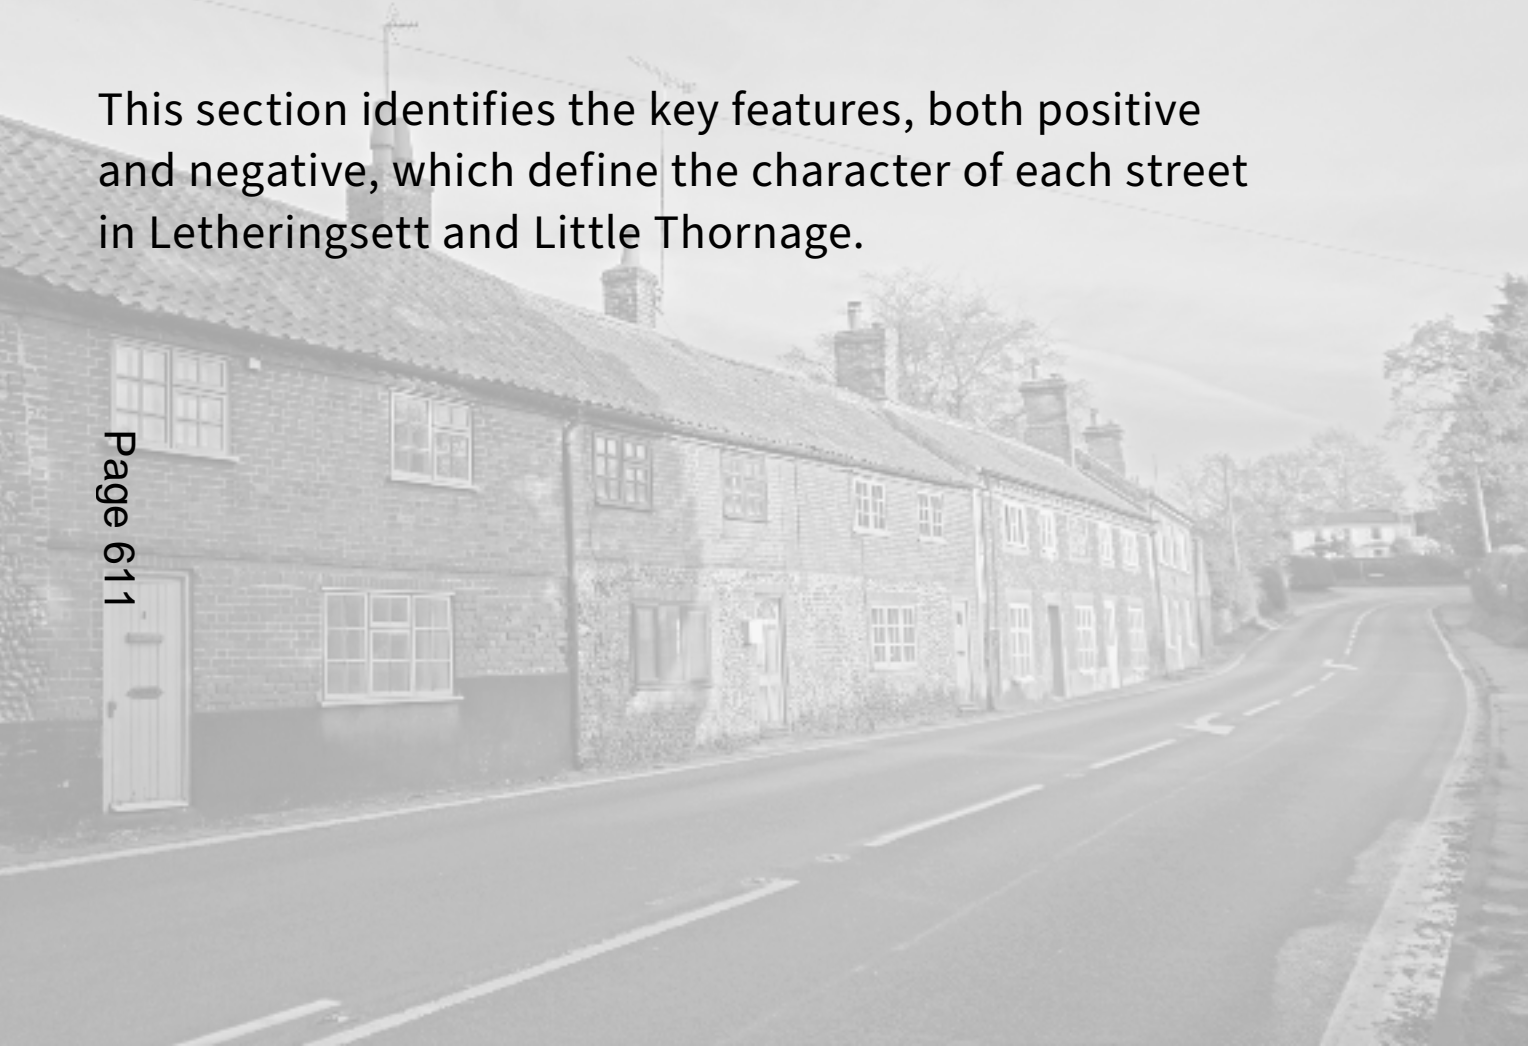 This section identifies the key features, both positive
and negative, which define the character of each street
in Letheringsett and Little Thornage.
Page 611